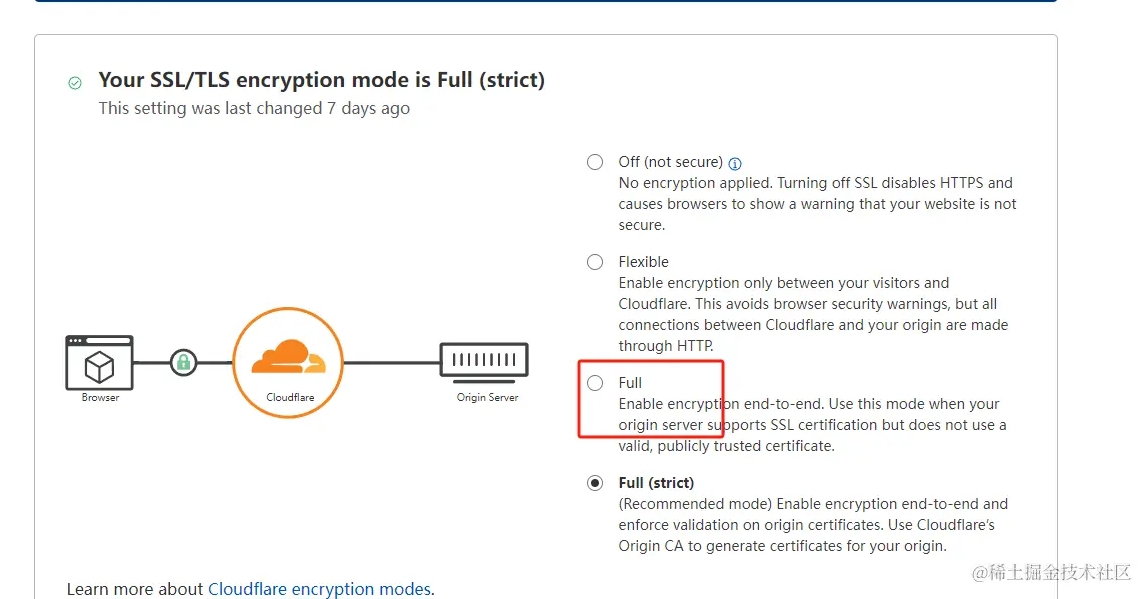 Your SSL/TLS encryption mode is Full (strict)
This setting was last changed 7 days ago
Off (not secure)
No encryption applied. Turning off SSL disables HTTPS and
causes browsers to show a warning that your website is not
secure.
Flexible
Enable encryption only between your visitors and
Cloudflare. This avoids browser security warnings, but all
connections between Cloudflare and your origin are made
through HTTP.
Browser
Cloudflare
Origin Server
Full
Enable encryption end-to-end. Use this mode when your
origin server supports SSL certification but does not use a
valid, publicly trusted certificate.
Full (strict)
(Recommended mode) Enable encryption end-to-end and
enforce validation on origin certificates. Use Cloudflare’s
Origin CA to generate certificates for your origin.
Learn more about Cloudflare encryption modes.
@稀土掘金技术社区